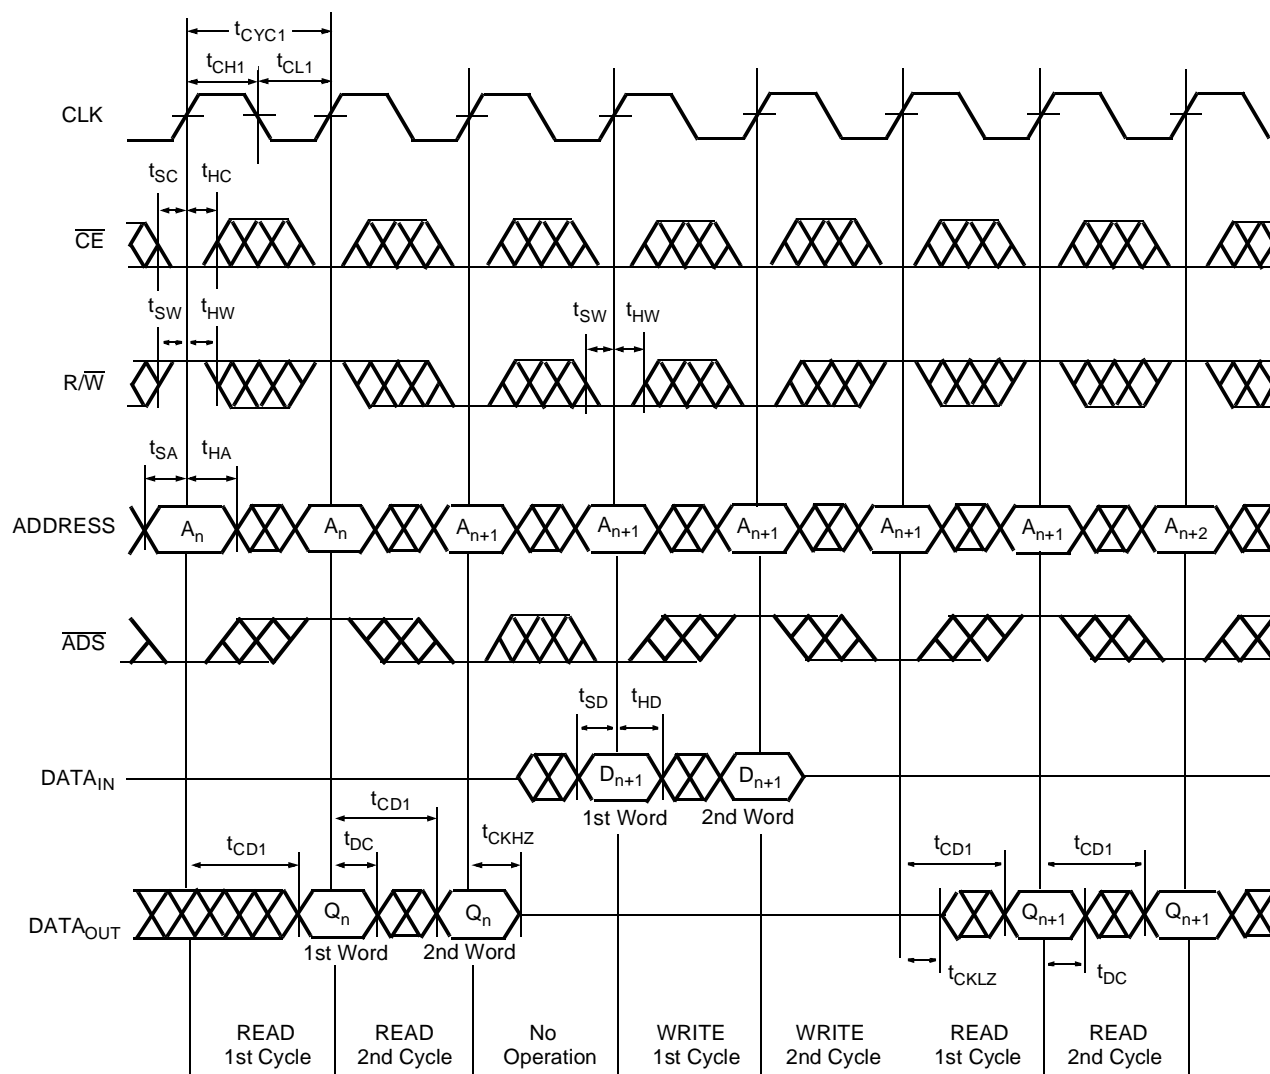 tCYC1
tCH1 tCL1
CLK
tSC tHC
CE
tSW tHW tSW tHW
R/W
tSA tHA
ADDRESS An An An+1 An+1 An+1 An+1 An+1 An+2
ADS
tSD tHD
DATAIN Dn+1 Dn+1
1st Word 2nd Word
tCD1 tDC tCD1 tCKHZ tCD1 tCD1
DATAOUT Qn Qn Qn+1 Qn+1
1st Word 2nd Word
tCKLZ tDC
READ READ No WRITE WRITE READ READ
1st Cycle 2nd Cycle Operation 1st Cycle 2nd Cycle 1st Cycle 2nd Cycle